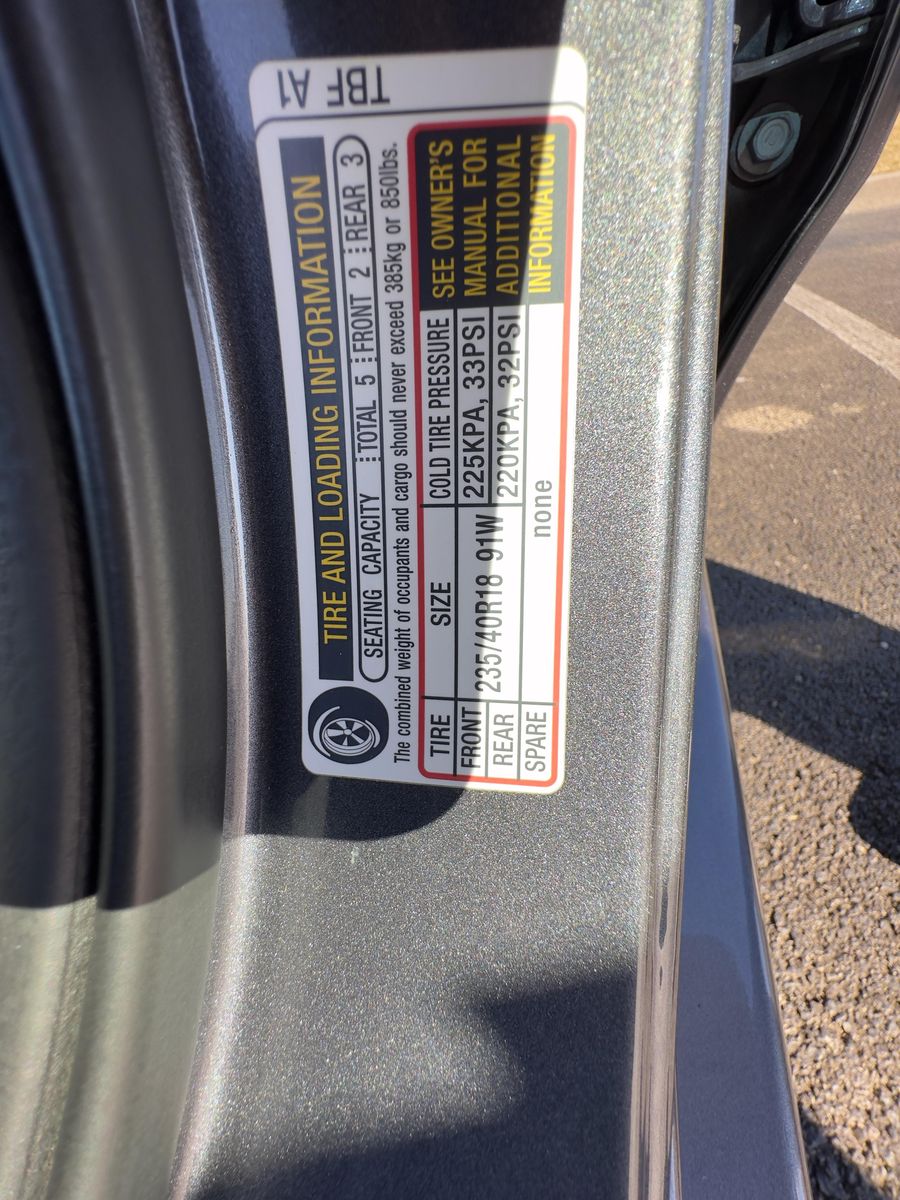 TBF A1
TIRE AND LOADING INFORMATION
SEATING CAPACITY TOTAL 5 FRONT 2 REAR 3
The combined weight of occupants and cargo should never exceed 385kg or 850lbs.
TIRE SIZE COLD TIRE PRESSURE
FRONT 235/40R18 91W 225KPA, 33PSI
REAR 220KPA, 32PSI
SPARE none
SEE OWNER'S
MANUAL FOR
ADDITIONAL
INFORMATION